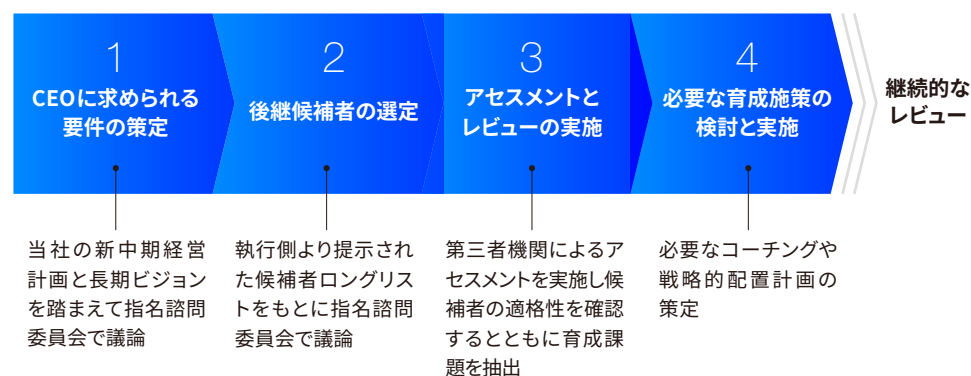 1
CEOに求められる
要件の策定
当社の新中期経営
計画と長期ビジョン
を踏まえて指名諮問
委員会で議論
2
後継候補者の選定
執行側より提示され
た候補者ロングリス
トをもとに指名諮問
委員会で議論
3
アセスメントと
レビューの実施
第三者機関によるア
セスメントを実施し候
補者の適格性を確認
するとともに育成課
題を抽出
4
必要な育成施策の
検討と実施
必要なコーチングや
戦略的配置計画の
策定
継続的な
レビュー